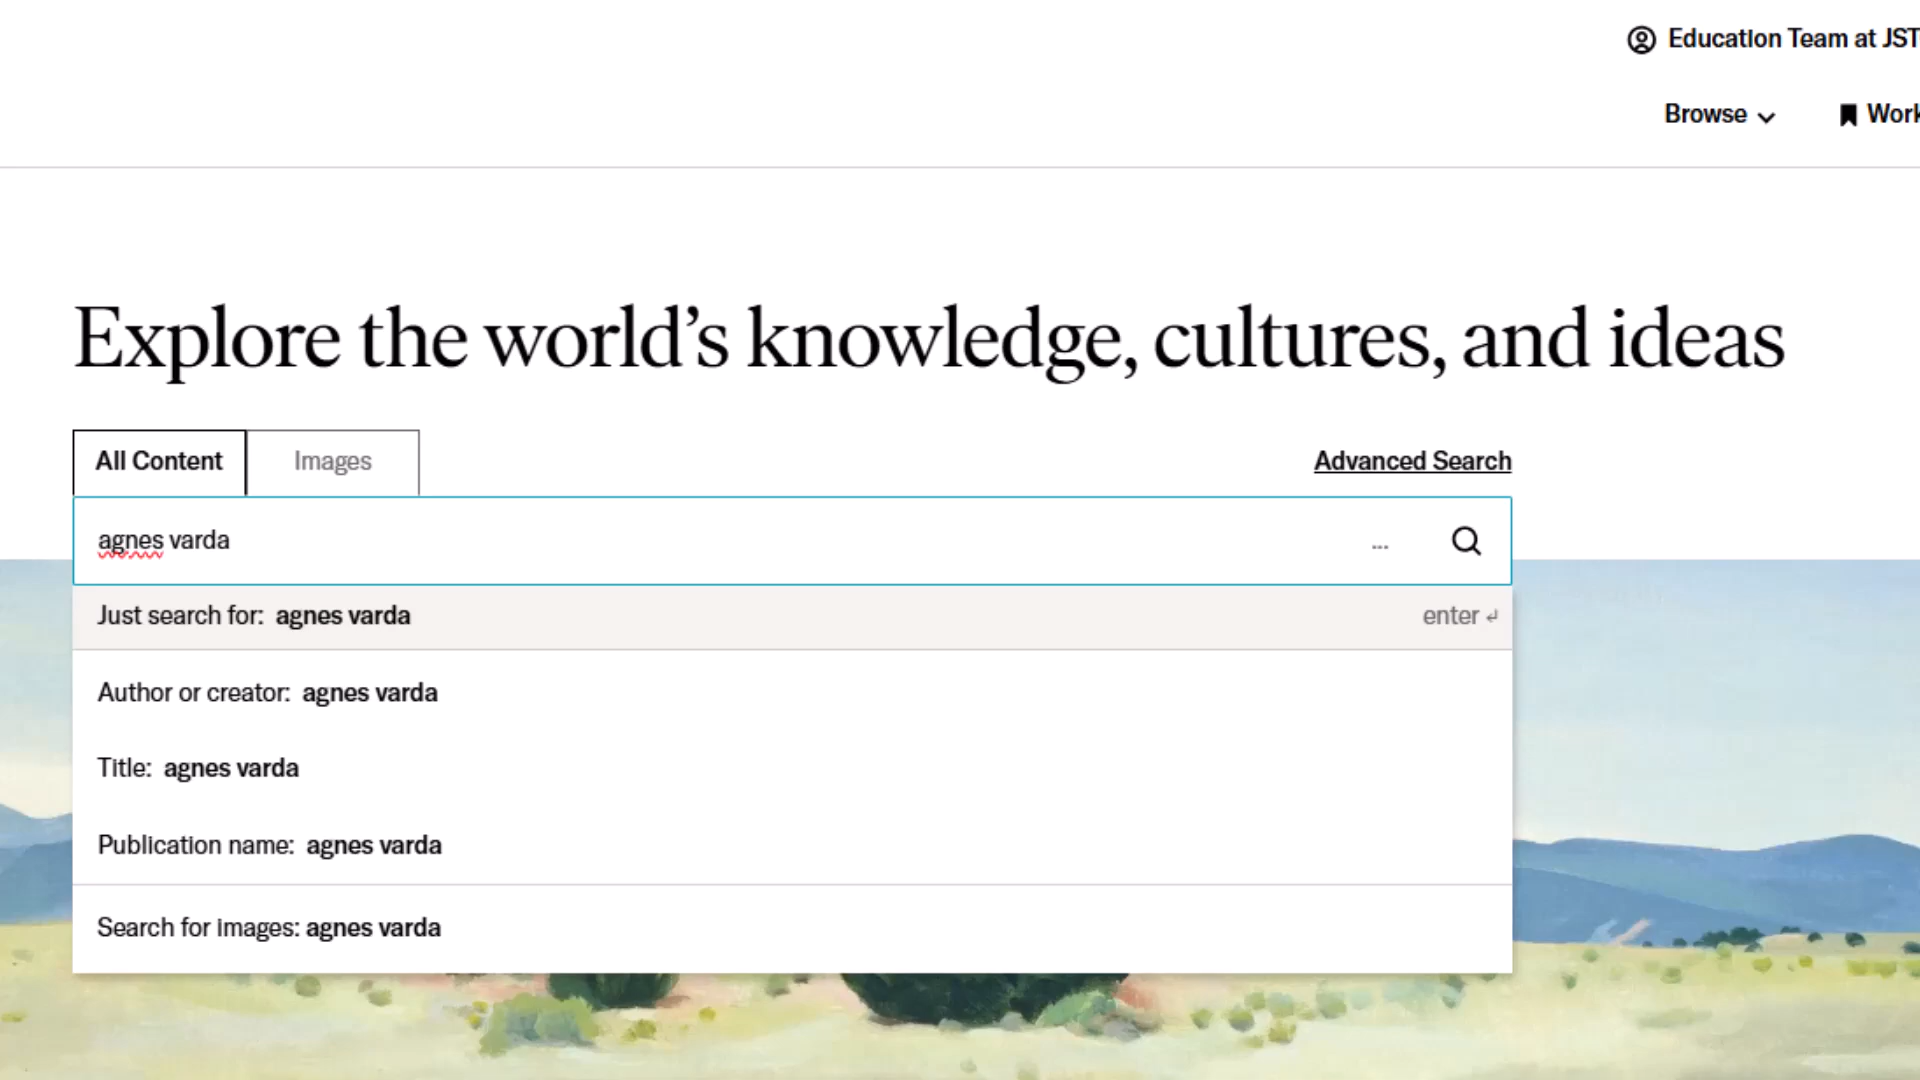 Education Team at JST
Browse
Work
Explore the world’s knowledge, cultures, and ideas
All Content
Images
Advanced Search
agnes varda
...
Just search for: agnes varda
enter ↵
Author or creator: agnes varda
Title: agnes varda
Publication name: agnes varda
Search for images: agnes varda